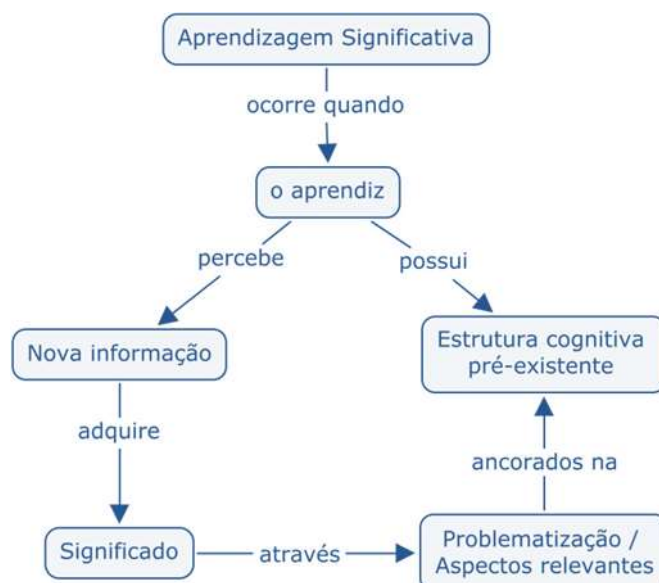 Aprendizagem Significativa
ocorre quando
o aprendiz
percebe
possui
Nova informação
Estrutura cognitiva
pré-existente
adquire
ancorados na
Significado
através
Problematização /
Aspectos relevantes